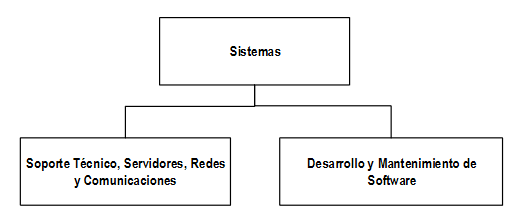 Sistemas
Soporte Técnico, Servidores, Redes
y Comunicaciones
Desarrollo y Mantenimiento de
Software